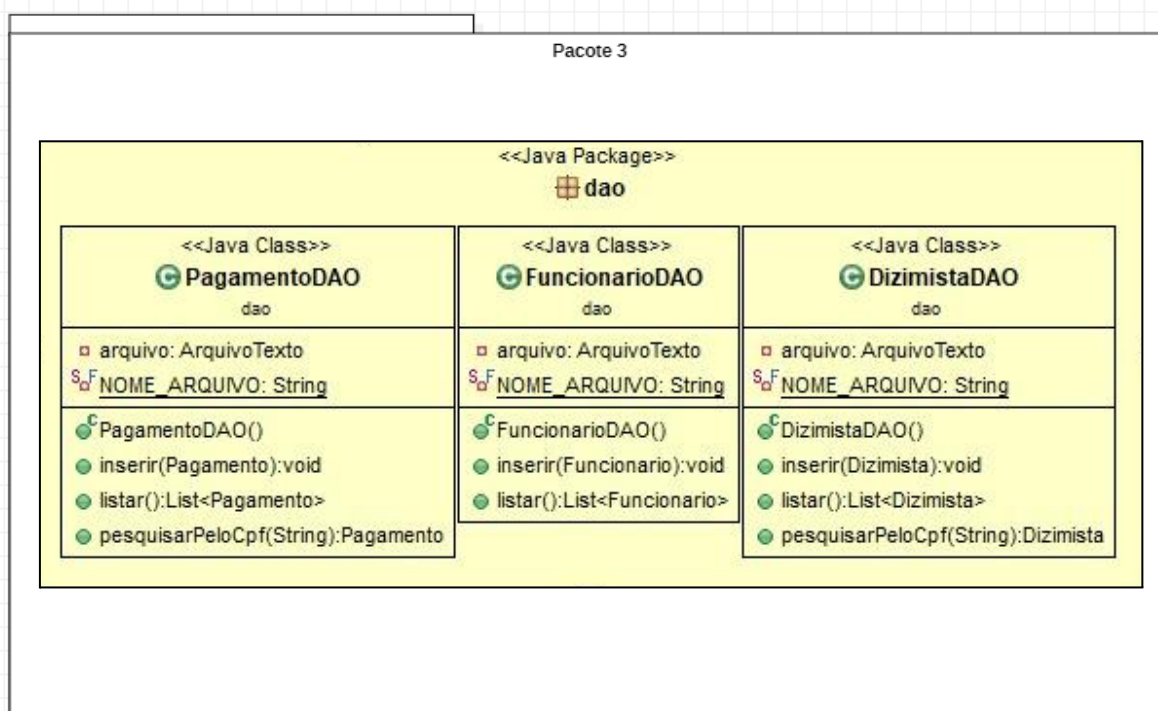 Pacote 3
<<Java Package>>
dao
<<Java Class>>
PagamentoDAO
dao
arquivo: ArquivoTexto
NOME_ARQUIVO: String
PagamentoDAO()
inserir(Pagamento):void
listar():List<Pagamento>
pesquisarPeloCpf(String):Pagamento
<<Java Class>>
FuncionarioDAO
dao
arquivo: ArquivoTexto
NOME_ARQUIVO: String
FuncionarioDAO()
inserir(Funcionario):void
listar():List<Funcionario>
<<Java Class>>
DizimistaDAO
dao
arquivo: ArquivoTexto
NOME_ARQUIVO: String
DizimistaDAO()
inserir(Dizimista):void
listar():List<Dizimista>
pesquisarPeloCpf(String):Dizimista